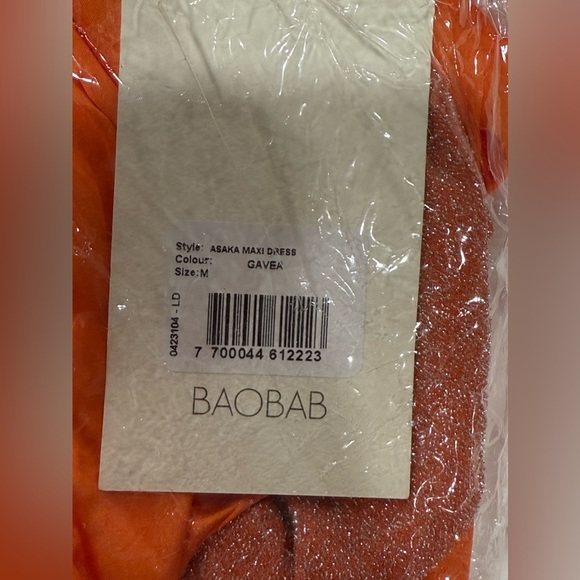 Style: ASAKA MAXI DRESS
Colour: GAVEA
Size:M
0423104 - LD
7 700044 612223
BAOBAB